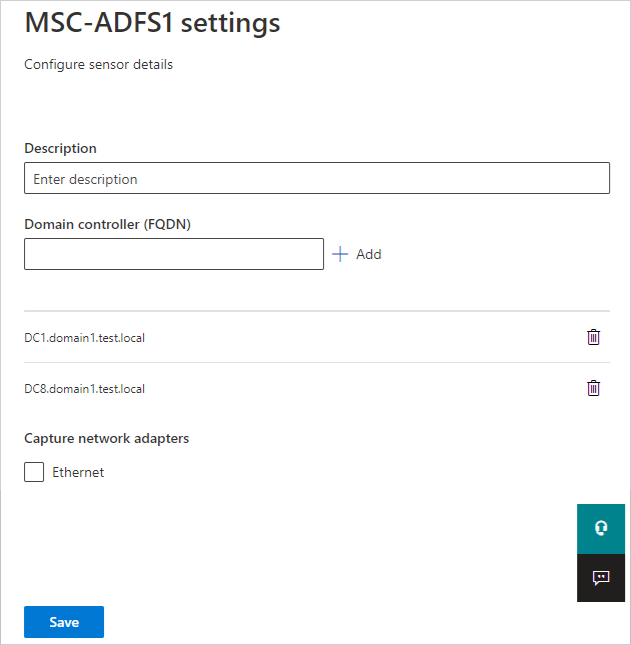 MSC-ADFS1 settings
Configure sensor details
Description
Enter description
Domain controller (FQDN)
Add
DC1.domain1.test.local
DC8.domain1.test.local
Capture network adapters
Ethernet
Save